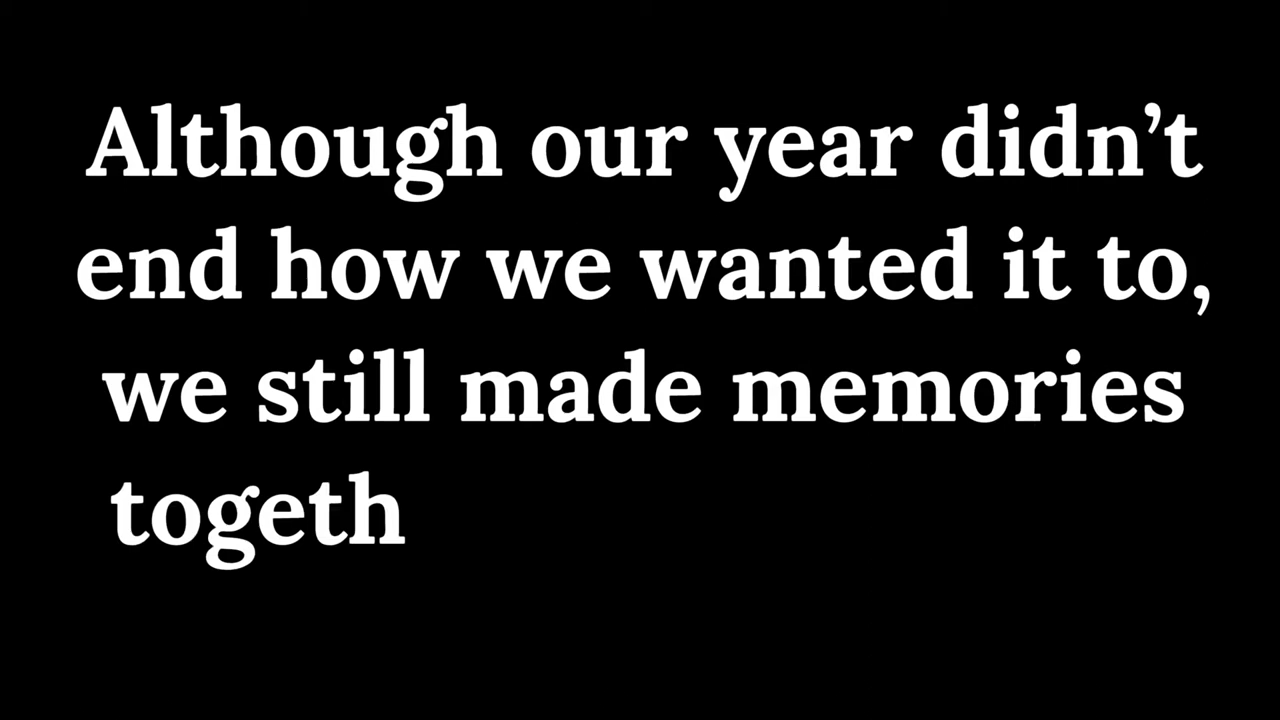 Although our year didn’t
end how we wanted it to,
we still made memories
togeth